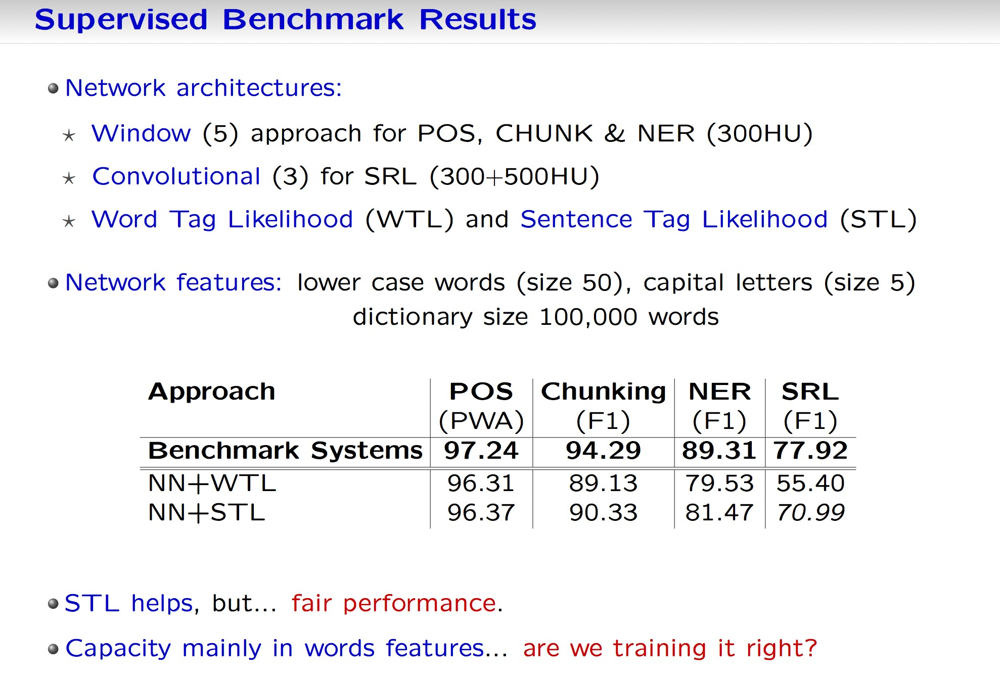 Supervised Benchmark Results
• Network architectures:
⋆ Window (5) approach for POS, CHUNK & NER (300HU)
⋆ Convolutional (3) for SRL (300+500HU)
⋆ Word Tag Likelihood (WTL) and Sentence Tag Likelihood (STL)
• Network features: lower case words (size 50), capital letters (size 5)
dictionary size 100,000 words
Approach POS Chunking NER SRL
(PWA) (F1) (F1) (F1)
Benchmark Systems 97.24 94.29 89.31 77.92
NN+WTL 96.31 89.13 79.53 55.40
NN+STL 96.37 90.33 81.47 70.99
• STL helps, but... fair performance.
• Capacity mainly in words features... are we training it right?